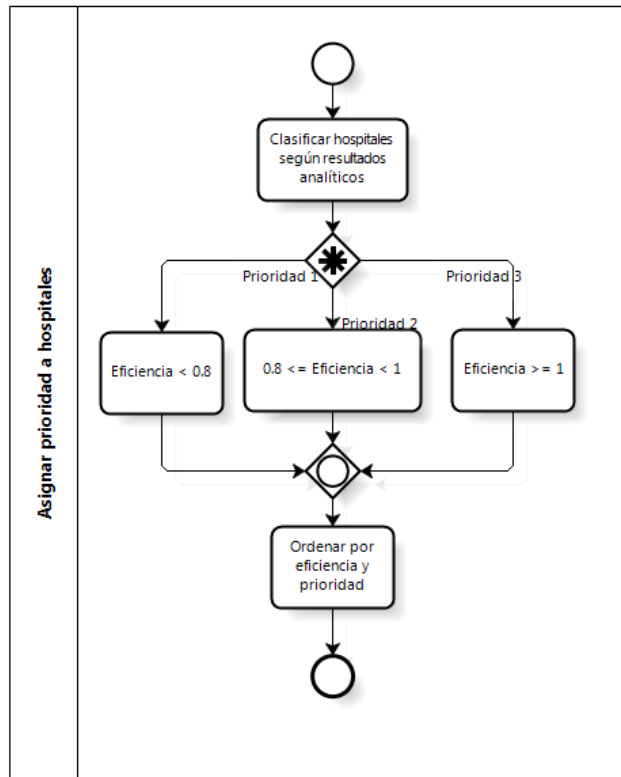 Asignar prioridad a hospitales
Clasificar hospitales
según resultados
analíticos
Prioridad 1
Prioridad 2
Prioridad 3
Eficiencia < 0.8
0.8 <= Eficiencia < 1
Eficiencia >= 1
Ordenar por
eficiencia y
prioridad